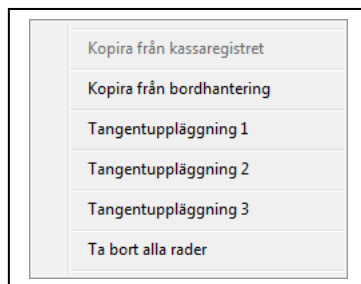 Kopira från kassaregistret
Kopira från bordhantering
Tangentuppläggning 1
Tangentuppläggning 2
Tangentuppläggning 3
Ta bort alla rader